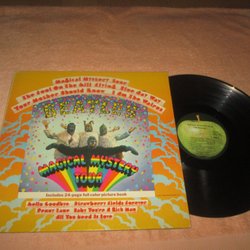 Magical Mystery Tour
The Fool On The Hill Flying Blue Jay Way
Your Mother Should Know I Am The Walrus
BEATLES
MAGICAL MYSTERY
TOUR
Includes 24-page full color picture book
Hello Goodbye Strawberry Fields Forever
Penny Lane Baby You're A Rich Man
All You Need Is Love